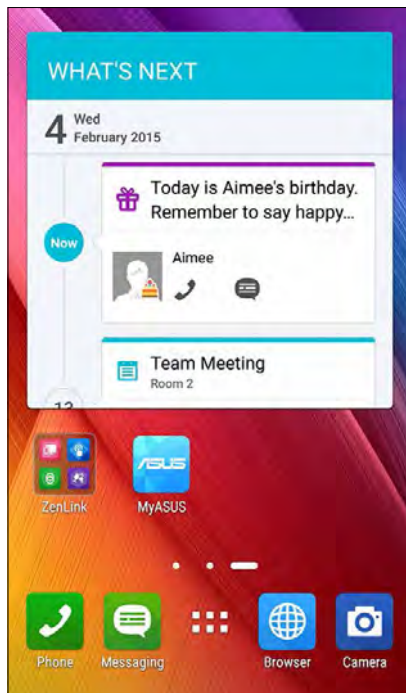 WHAT'S NEXT
4
Wed
February 2015
Today is Aimee's birthday.
Remember to say happy...
Now
Aimee
Team Meeting
Room 2
ASUS
ZenLink
MyASUS
Phone
Messaging
Browser
Camera